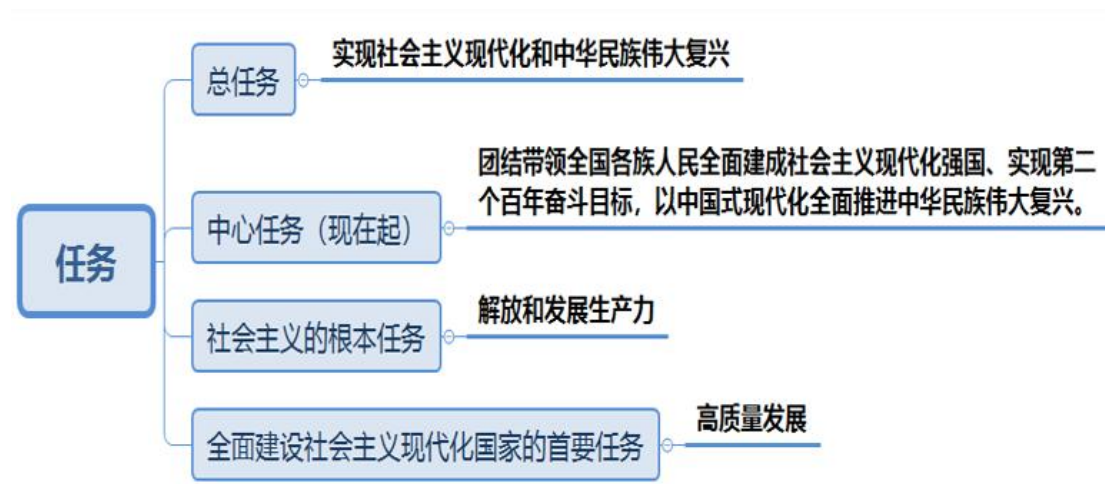 实现社会主义现代化和中华民族伟大复兴
总任务
团结带领全国各族人民全面建成社会主义现代化强国、实现第二
个百年奋斗目标，以中国式现代化全面推进中华民族伟大复兴。
中心任务（现在起）
任务
解放和发展生产力
社会主义的根本任务
高质量发展
全面建设社会主义现代化国家的首要任务